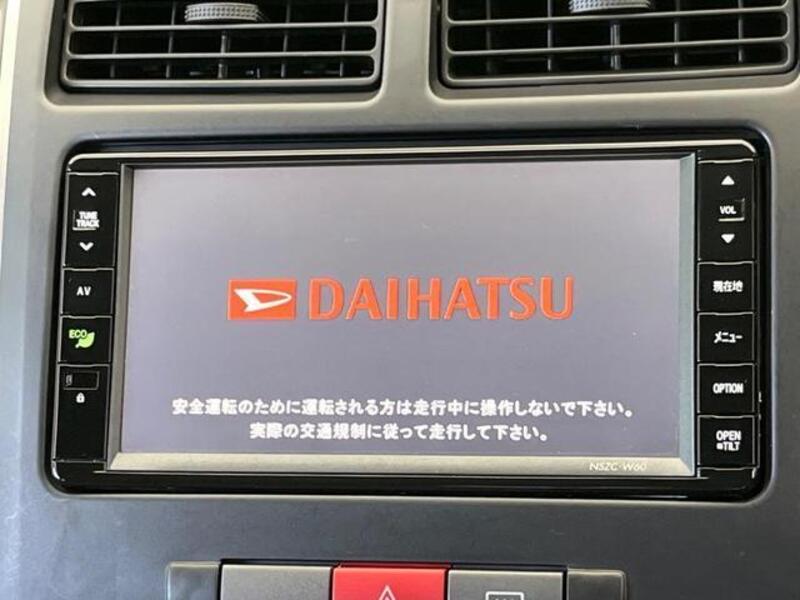 TUNE
TRACK
AV
ECO
DAIHATSU
安全運転のために運転される方は走行中に操作しないで下さい。
実際の交通規制に従って走行して下さい。
NSZC-W60
VOL
現在地
メニュー
OPTION
OPEN
TILT